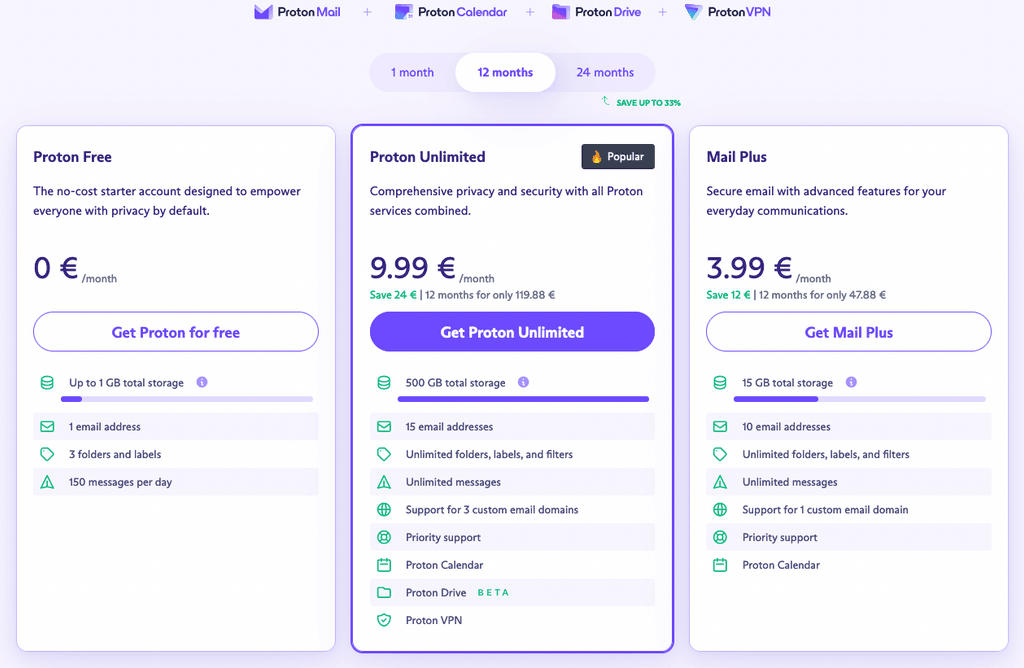 Proton Mail + Proton Calendar + Proton Drive + Proton VPN
1 month 12 months 24 months
SAVE UP TO 33%
Proton Free
The no-cost starter account designed to empower
everyone with privacy by default.
0 € /month
Get Proton for free
Up to 1 GB total storage
1 email address
3 folders and labels
150 messages per day
Proton Unlimited
Popular
Comprehensive privacy and security with all Proton
services combined.
9.99 € /month
Save 24 € | 12 months for only 119.88 €
Get Proton Unlimited
500 GB total storage
15 email addresses
Unlimited folders, labels, and filters
Unlimited messages
Support for 3 custom email domains
Priority support
Proton Calendar
Proton Drive BETA
Proton VPN
Mail Plus
Secure email with advanced features for your
everyday communications.
3.99 € /month
Save 12 € | 12 months for only 47.88 €
Get Mail Plus
15 GB total storage
10 email addresses
Unlimited folders, labels, and filters
Unlimited messages
Support for 1 custom email domain
Priority support
Proton Calendar